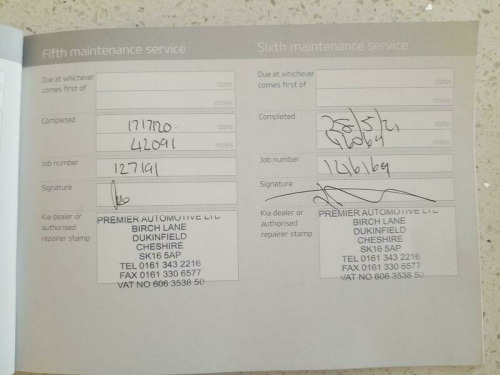 Fifth maintenance service
Due at whichever
comes first of
date
miles
Completed
17/7/20
date
42091
miles
Job number
127191
Signature
Kia dealer or
authorised
repairer stamp
PREMIER AUTOMOTIVE LTD
BIRCH LANE
DUKINFIELD
CHESHIRE
SK16 5AP
TEL 0161 343 2216
FAX 0161 330 6577
VAT NO 606 3538 50
Sixth maintenance service
Due at whichever
comes first of
date
miles
Completed
28/5/21
date
miles
Job number
Signature
Kia dealer or
authorised
repairer stamp
PREMIER AUTOMOTIVE LTD
BIRCH LANE
DUKINFIELD
CHESHIRE
SK16 5AP
TEL 0161 343 2216
FAX 0161 330 6577
VAT NO 606 3538 50